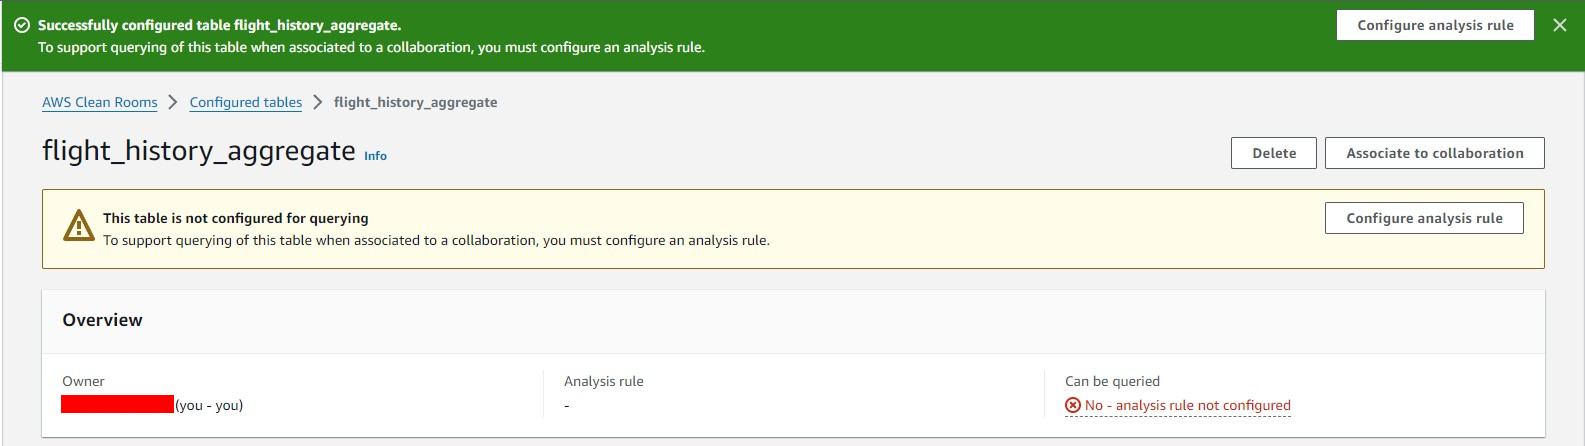 Successfully configured table flight_history_aggregate.
To support querying of this table when associated to a collaboration, you must configure an analysis rule.
Configure analysis rule
AWS Clean Rooms > Configured tables > flight_history_aggregate
flight_history_aggregate Info
Delete
Associate to collaboration
This table is not configured for querying
To support querying of this table when associated to a collaboration, you must configure an analysis rule.
Configure analysis rule
Overview
Owner
(you - you)
Analysis rule
-
Can be queried
No - analysis rule not configured